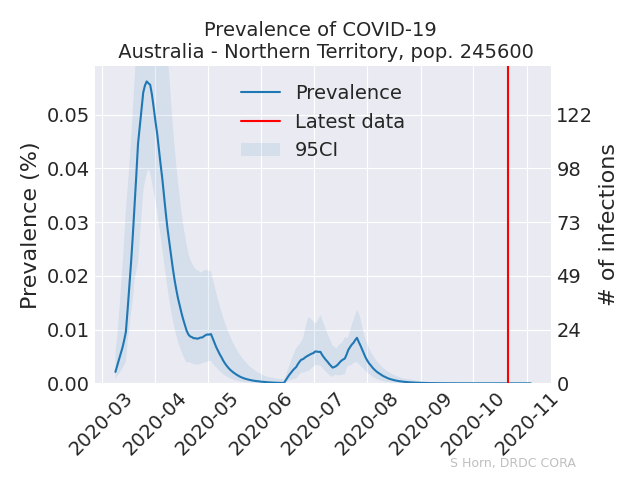 Prevalence of COVID-19
Australia - Northern Territory, pop. 245600
Prevalence
Latest data
95CI
Prevalence (%)
0.05
0.04
0.03
0.02
0.01
0.00
122
98
73
49
24
0
# of infections
2020-03
2020-04
2020-05
2020-06
2020-07
2020-08
2020-09
2020-10
2020-11
S Horn, DRDC CORA